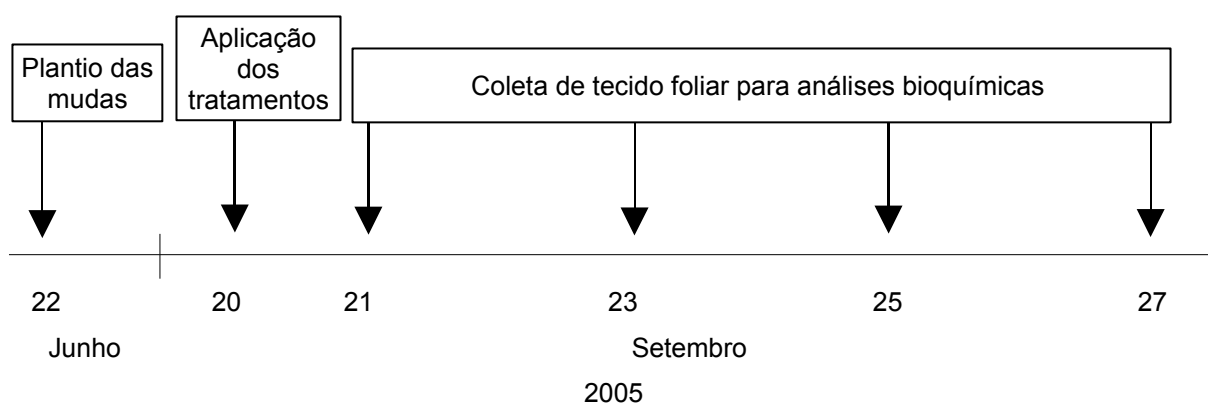 Plantio das
mudas
Aplicação
dos
tratamentos
Coleta de tecido foliar para análises bioquímicas
22 20 21 23 25 27
Junho Setembro
2005